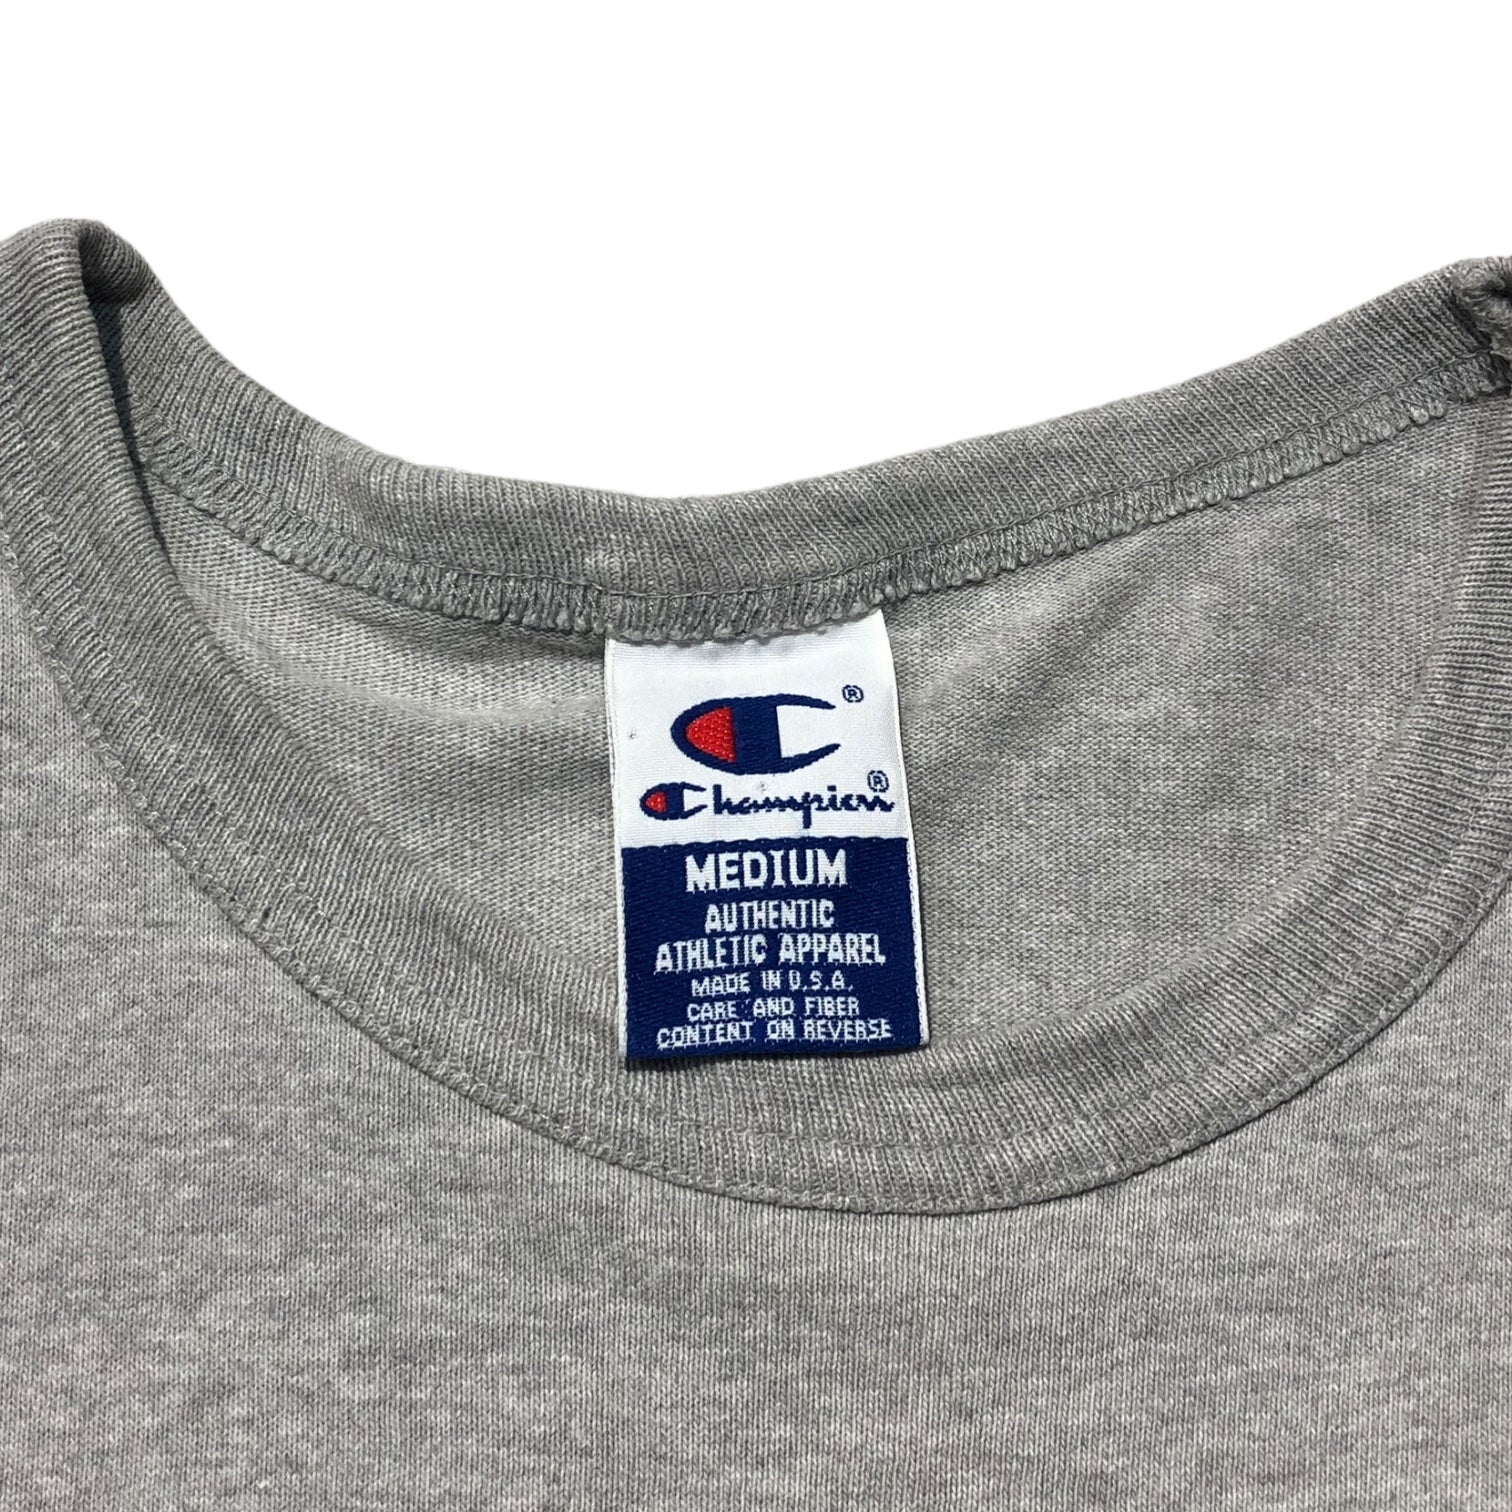 ®
Champion®
MEDIUM
AUTHENTIC
ATHLETIC APPAREL
MADE IN U.S.A.
CARE AND FIBER
CONTENT ON REVERSE